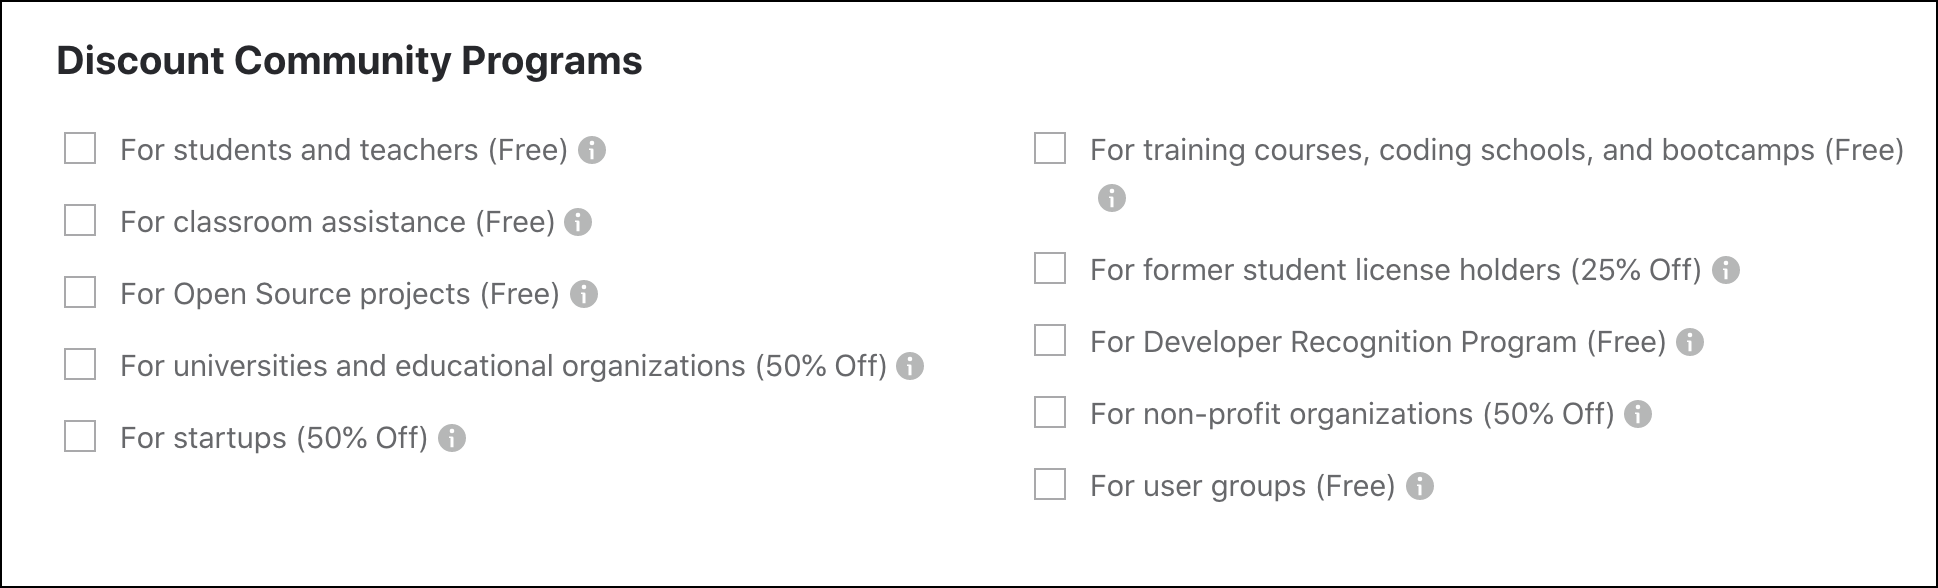 Discount Community Programs
For students and teachers (Free)
For classroom assistance (Free)
For Open Source projects (Free)
For universities and educational organizations (50% Off)
For startups (50% Off)
For training courses, coding schools, and bootcamps (Free)
For former student license holders (25% Off)
For Developer Recognition Program (Free)
For non-profit organizations (50% Off)
For user groups (Free)